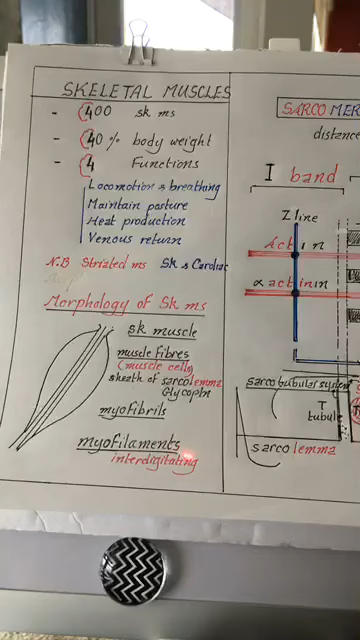 SKELETAL MUSCLES
- 400 sk ms
- 40% body weight
- 4 Functions
Locomotion & breathing
Maintain posture
Heat production
Venous return
N.B Striated ms Sk & Cardiac
Morphology of Sk ms
sk muscle
muscle fibres
(muscle cells)
sheath of sarcolemma
Glycoptn
myofibrils
myofilaments
interdigitating
SARCOMER
distance
I band
Z line
Actin
α actinin
sarcotubular system
T
tubule
sarcolemma